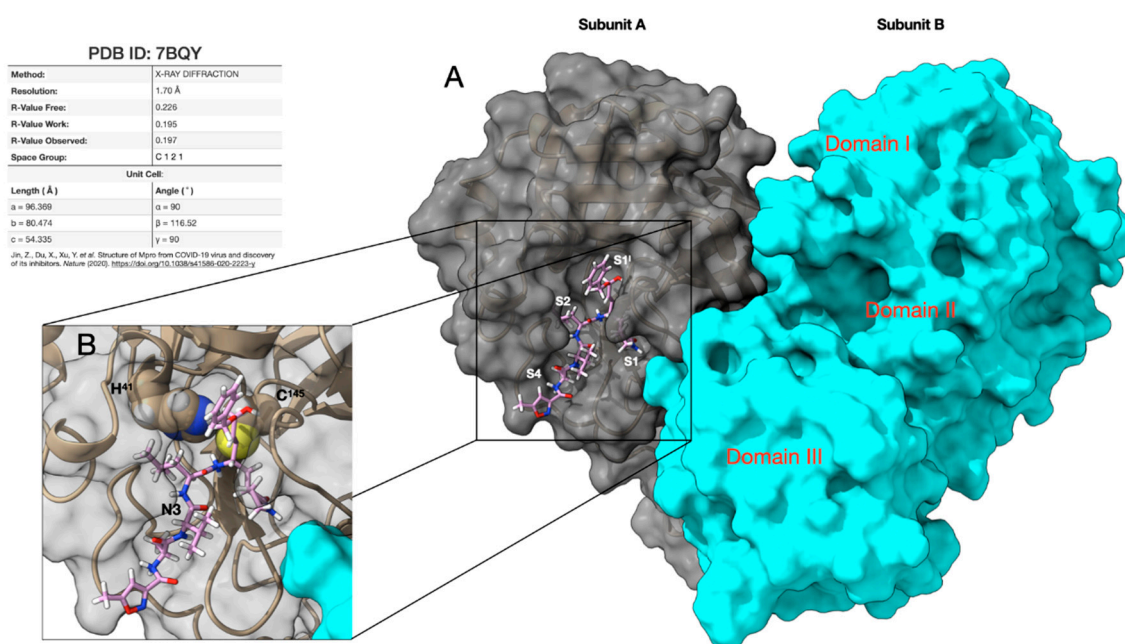 Subunit A
Subunit B
PDB ID: 7BQY
Method: X-RAY DIFFRACTION
Resolution: 1.70 Å
R-Value Free: 0.226
R-Value Work: 0.195
R-Value Observed: 0.197
Space Group: C 1 2 1
Unit Cell:
Length ( Å ) Angle ( ˚ )
a = 96.369 α = 90
b = 80.474 β = 116.52
c = 54.335 γ = 90
Jin, Z., Du, X., Xu, Y. et al. Structure of Mpro from COVID-19 virus and discovery
of its inhibitors. Nature (2020). https://doi.org/10.1038/s41586-020-2223-y
A
Domain I
Domain II
Domain III
S1ᴵ
S2
S1
S4
B
H⁴¹
C¹⁴⁵
N3